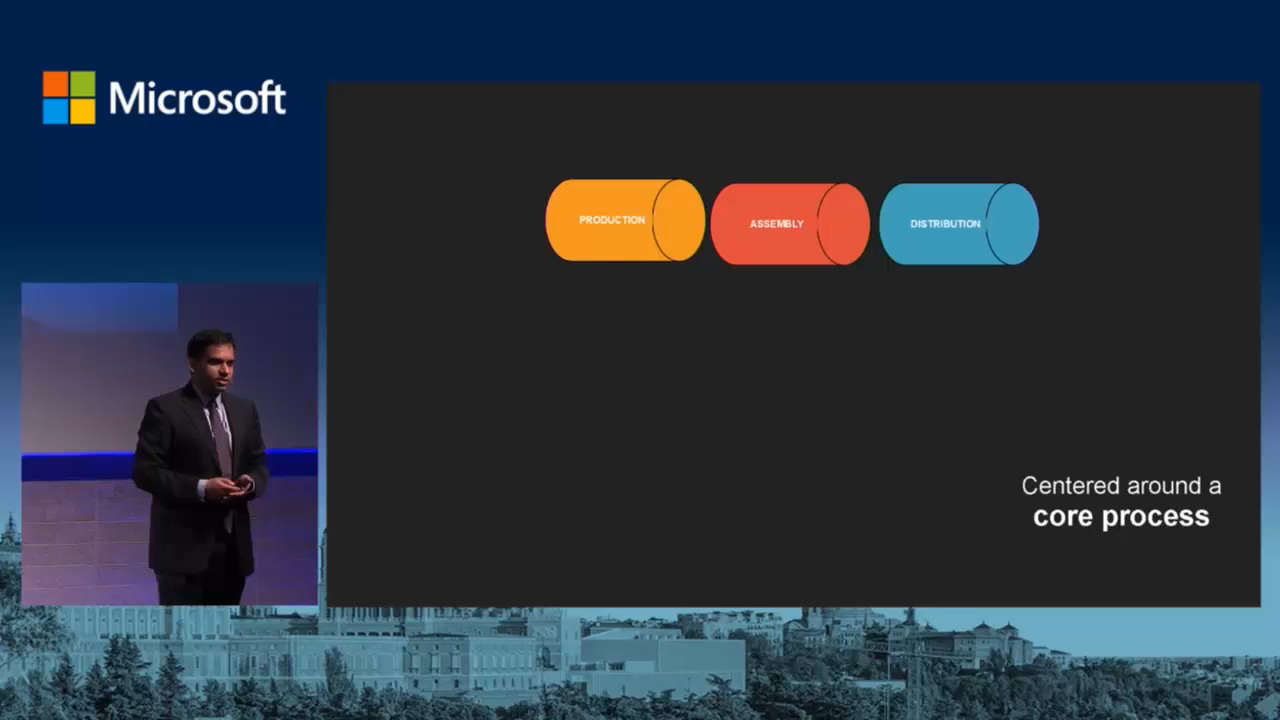 Microsoft
PRODUCTION
ASSEMBLY
DISTRIBUTION
Centered around a
core process